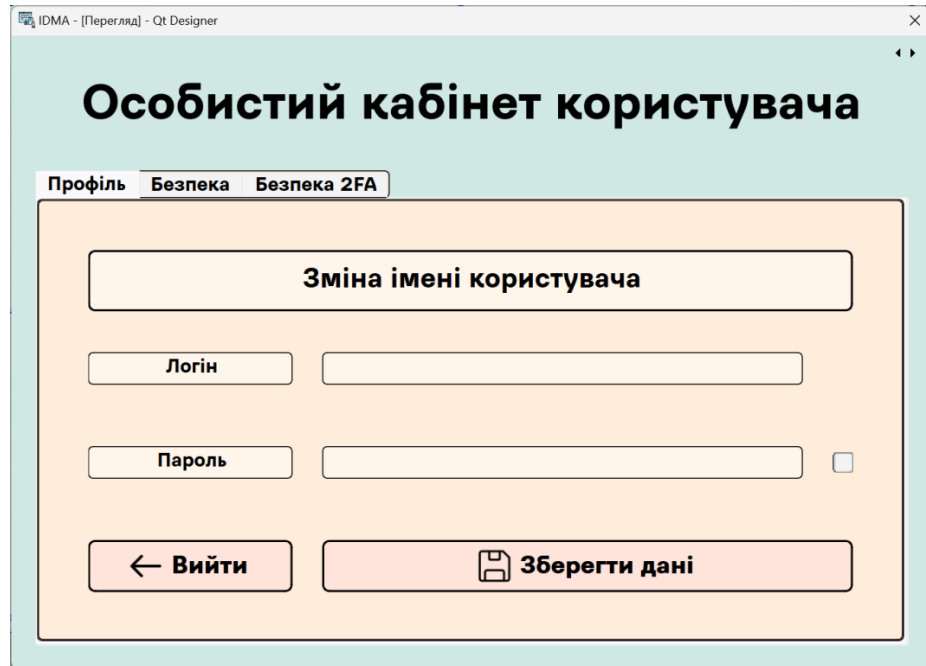 IDMA - [Перегляд] - Qt Designer
Особистий кабінет користувача
Профіль Безпека Безпека 2FA
Зміна імені користувача
Логін
Пароль
Вийти Зберегти дані